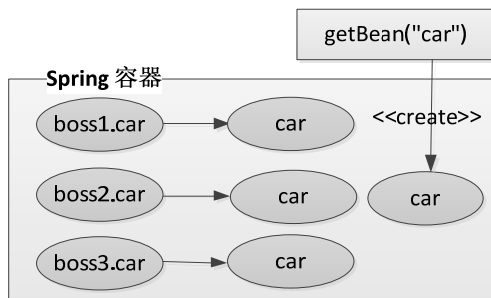 getBean("car")
Spring 容器
<<create>>
boss1.car
car
boss2.car
car
car
boss3.car
car